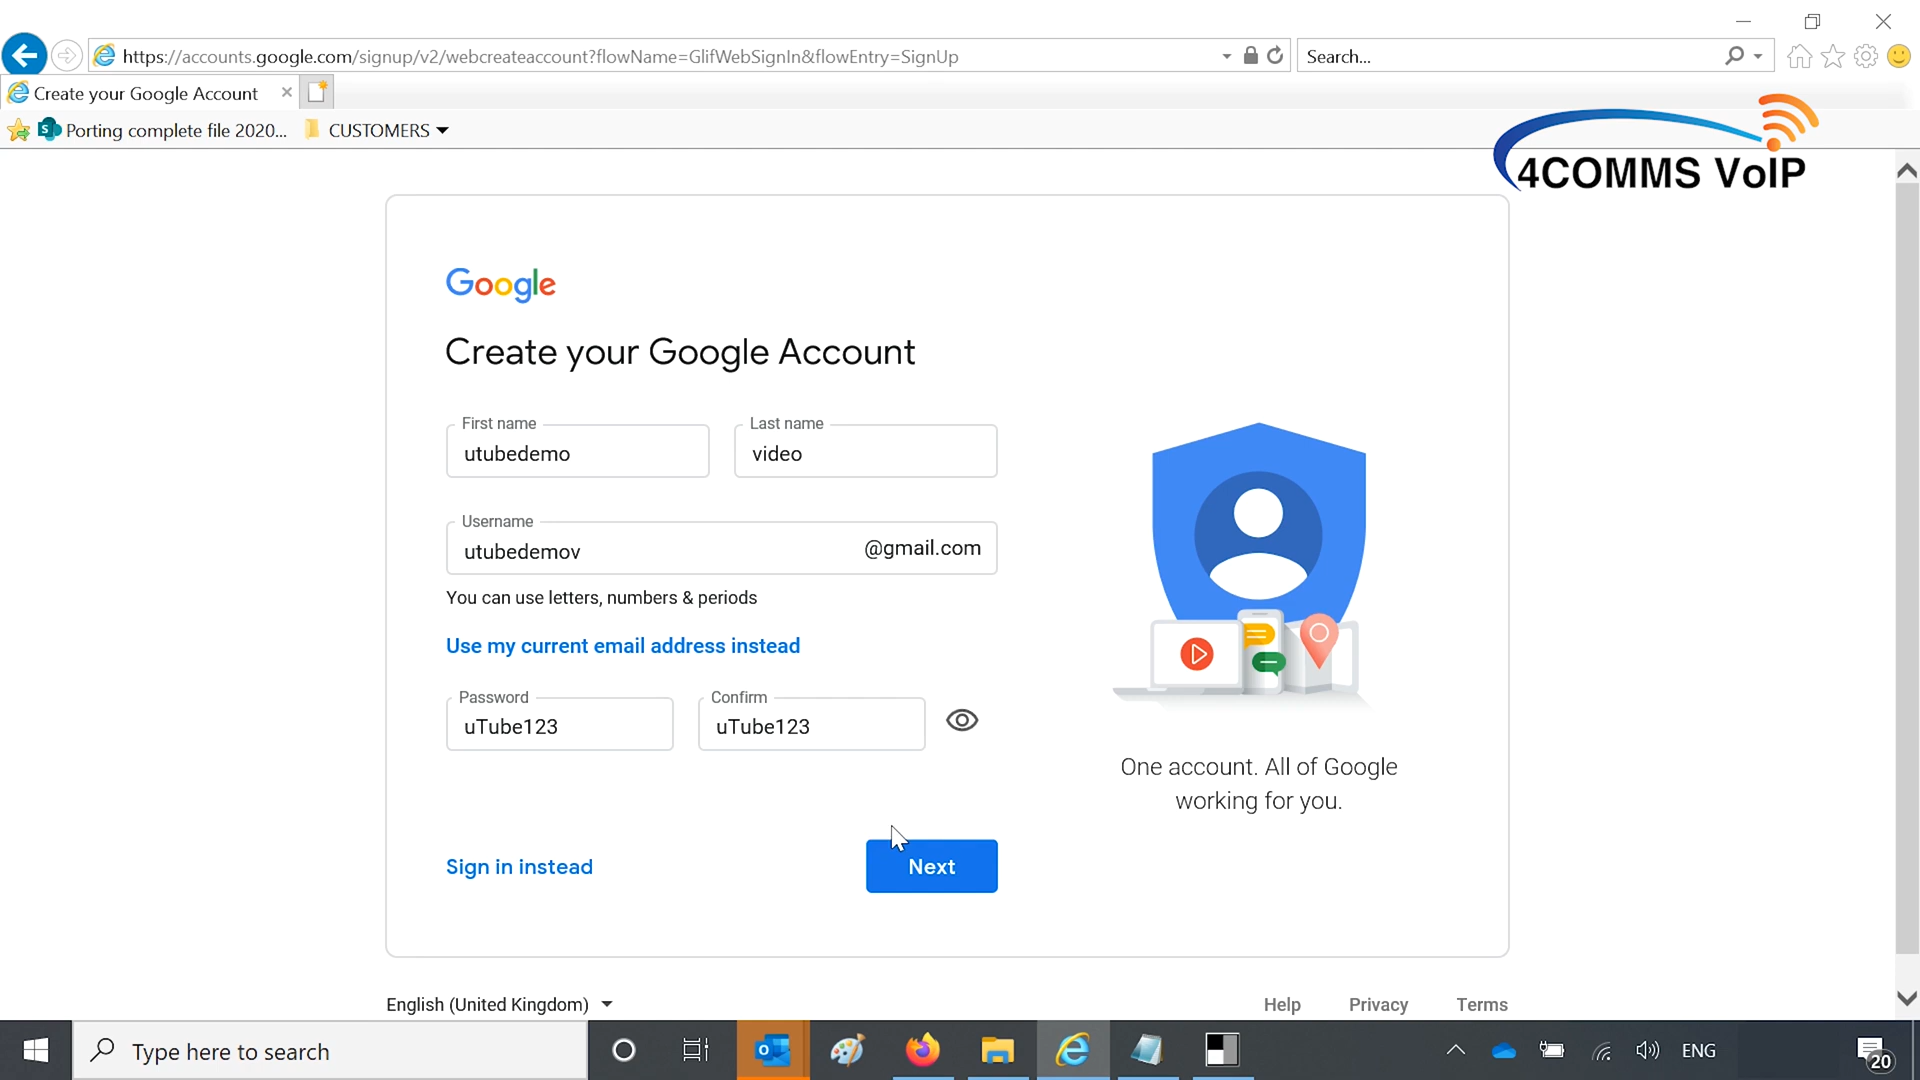 https://accounts.google.com/signup/v2/webcreateaccount?flowName=GlifWebSignIn&flowEntry=SignUp
Search...
Create your Google Account
Porting complete file 2020...
CUSTOMERS
4COMMS VoIP
Google
Create your Google Account
First name
Last name
utubedemo
video
Username
utubedemov
@gmail.com
You can use letters, numbers & periods
Use my current email address instead
Password
Confirm
uTube123
uTube123
One account. All of Google
working for you.
Sign in instead
Next
English (United Kingdom)
Help
Privacy
Terms
Type here to search
ENG
20